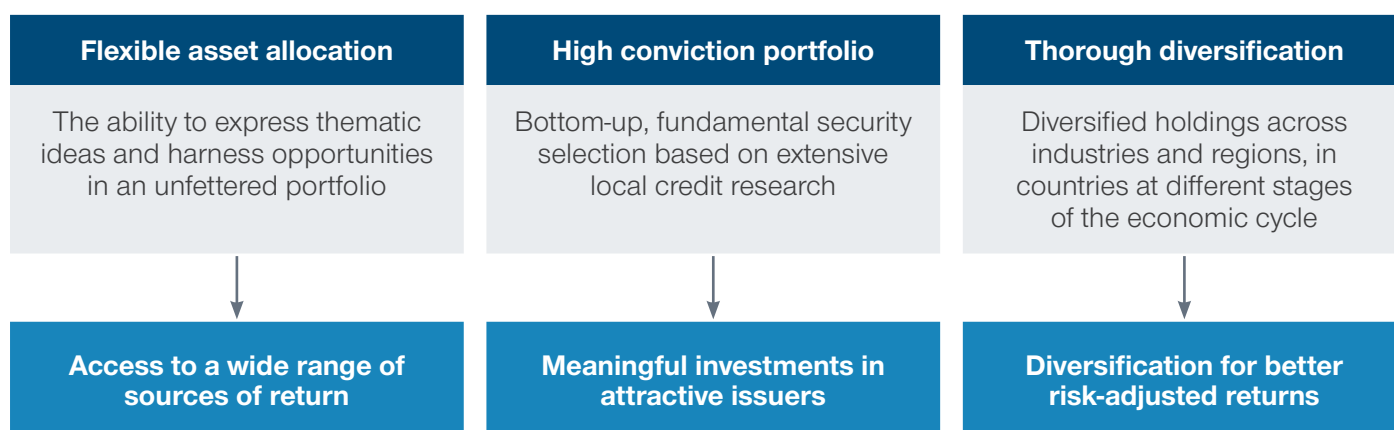 Flexible asset allocation
The ability to express thematic
ideas and harness opportunities
in an unfettered portfolio
Access to a wide range of
sources of return
High conviction portfolio
Bottom-up, fundamental security
selection based on extensive
local credit research
Meaningful investments in
attractive issuers
Thorough diversification
Diversified holdings across
industries and regions, in
countries at different stages
of the economic cycle
Diversification for better
risk-adjusted returns